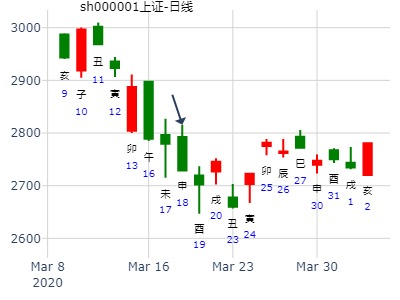 sh000001上证-日线
3000
2900
2800
2700
2600
亥
9
子
10
丑
11
寅
12
卯
13
午
16
未
17
申
18
酉
19
戌
20
丑
23
寅
24
卯
25
辰
26
巳
27
申
30
酉
31
戌
1
亥
2
Mar 8
2020
Mar 16
Mar 23
Mar 30